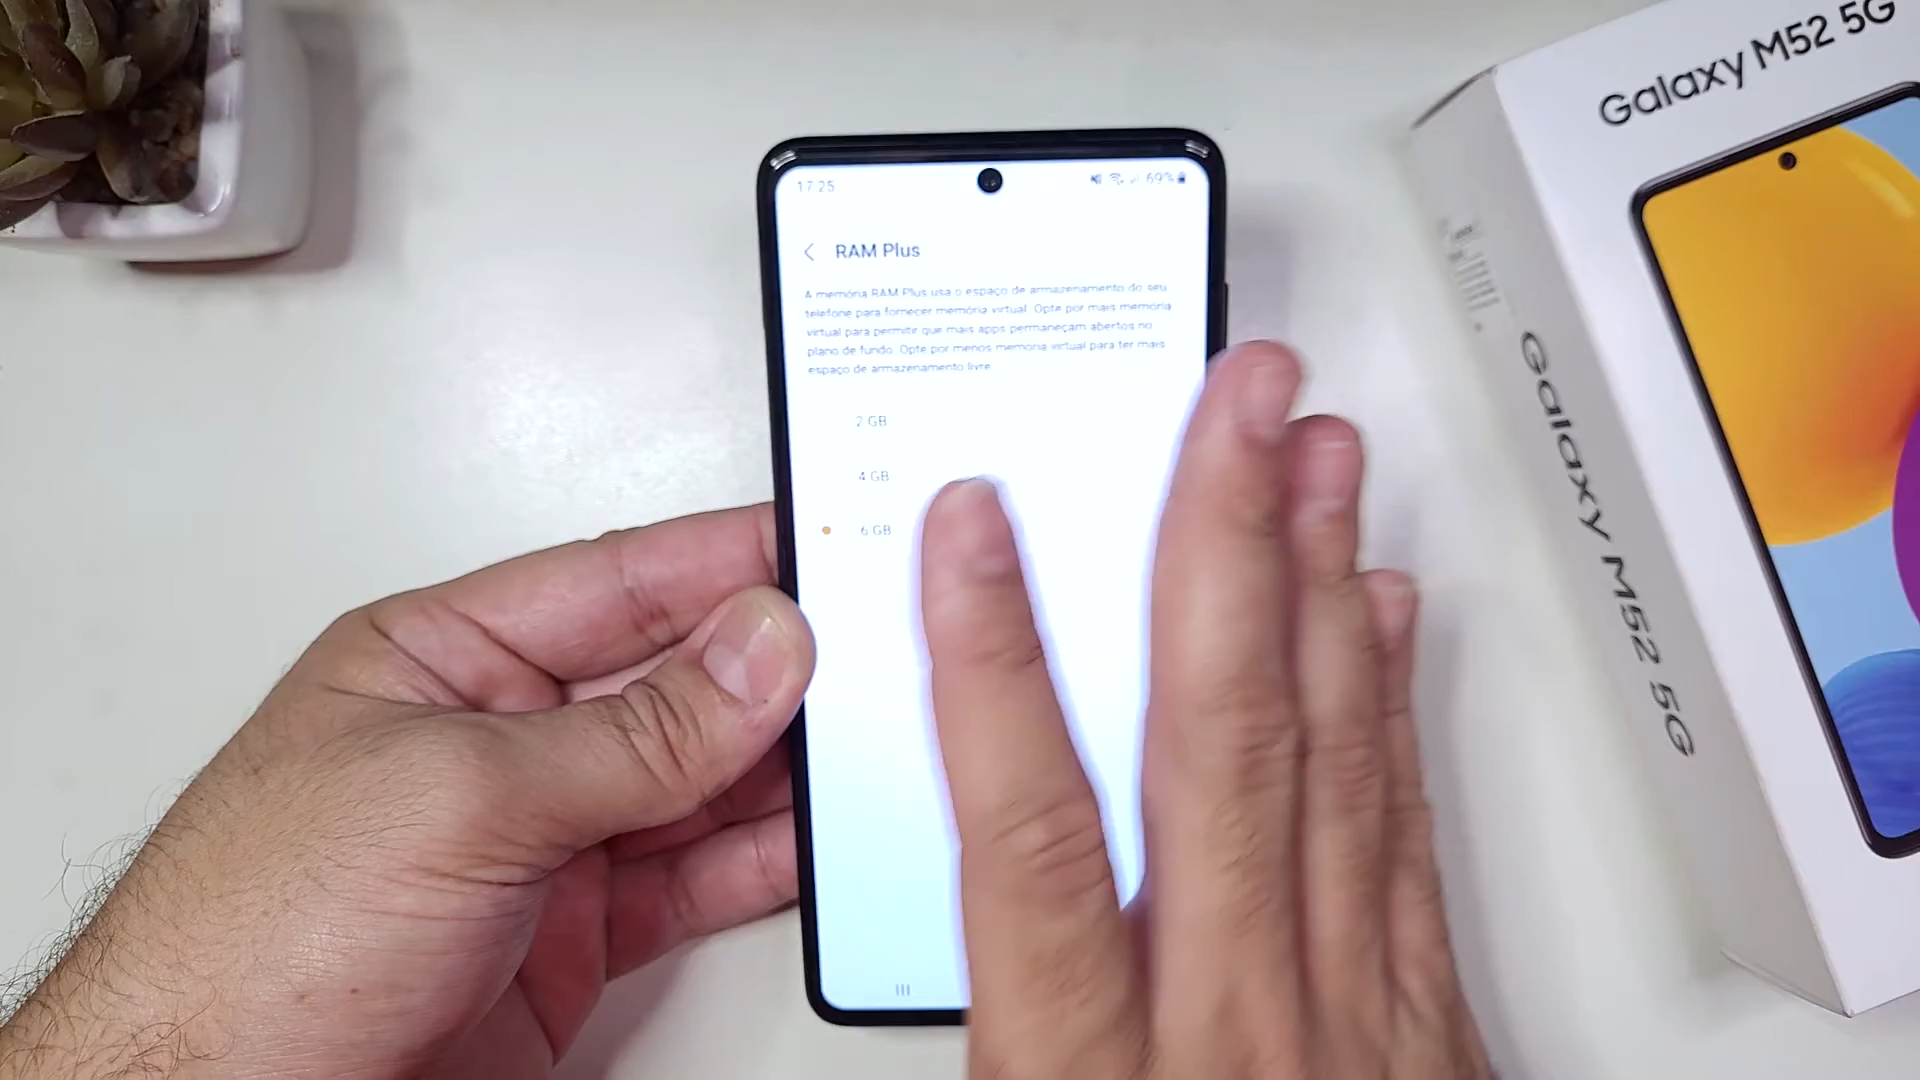 Galaxy M52 5G
17:25
69%
RAM Plus
A memória RAM Plus usa o espaço de armazenamento do seu
telefone para fornecer memória virtual. Opte por mais memória
virtual para permitir que mais apps permaneçam abertos no
plano de fundo. Opte por menos memória virtual para ter mais
espaço de armazenamento livre.
2 GB
4 GB
6 GB
Galaxy M52 5G